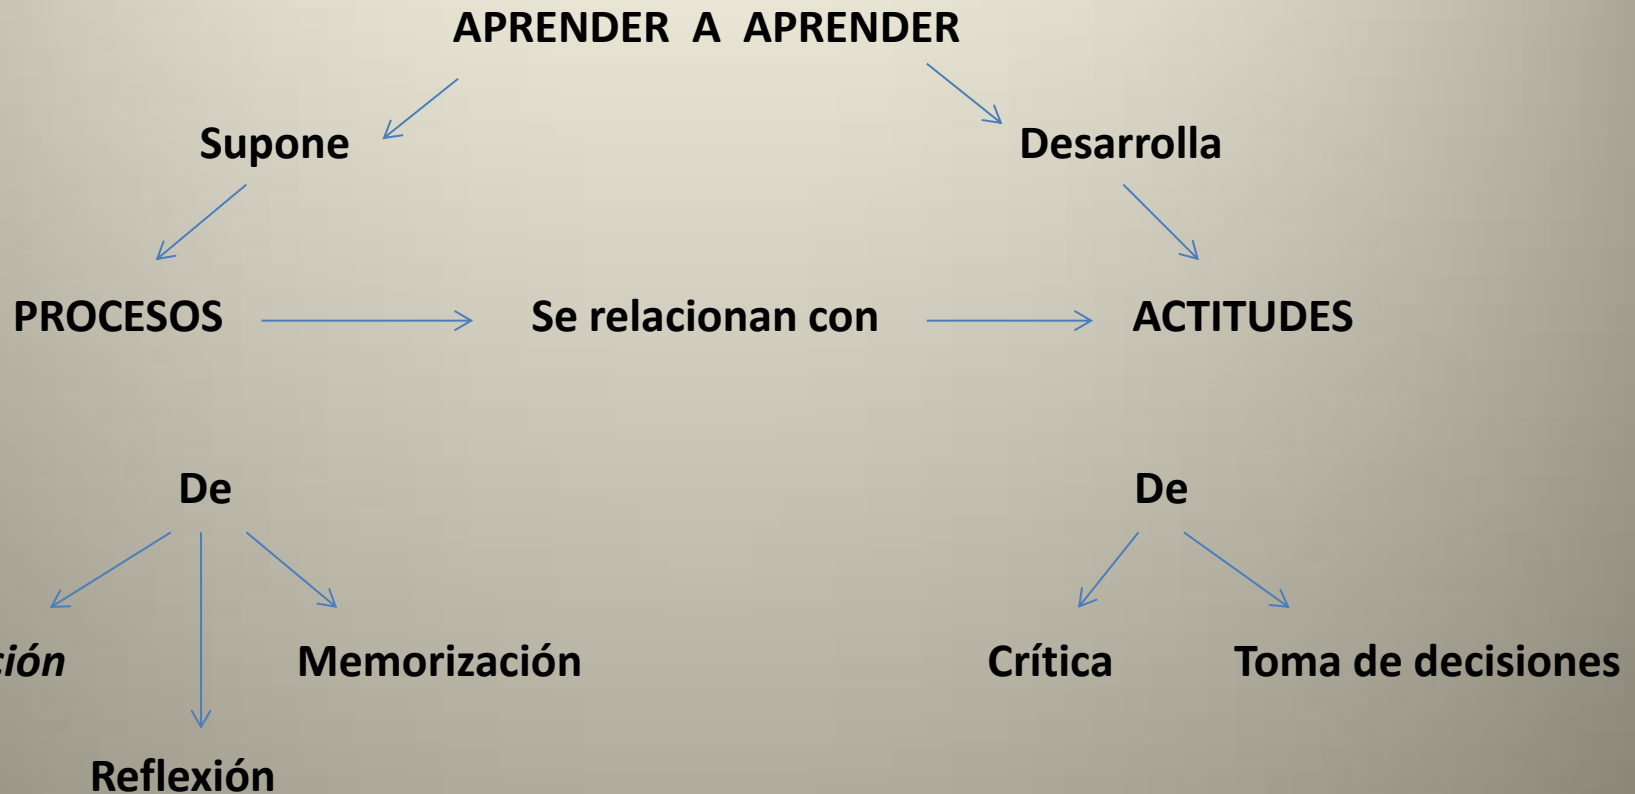 APRENDER A APRENDER
Supone
Desarrolla
PROCESOS
Se relacionan con
ACTITUDES
De
De
Memorización
Crítica
Toma de decisiones
Reflexión